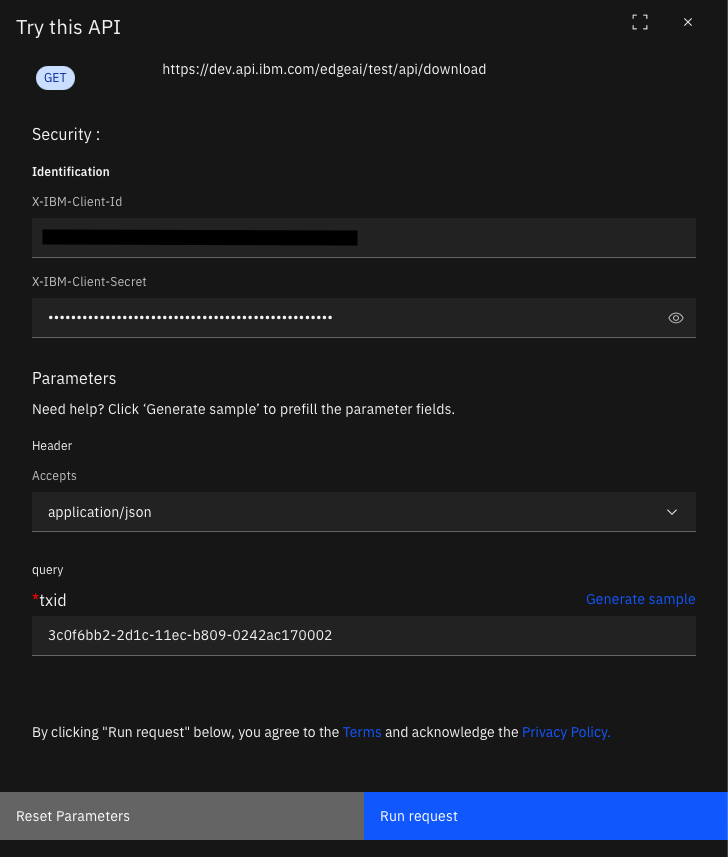 Try this API
GET
https://dev.api.ibm.com/edgeai/test/api/download
Security :
Identification
X-IBM-Client-Id
X-IBM-Client-Secret
••••••••••••••••••••••••••••••••••••••••••••••••
Parameters
Need help? Click ‘Generate sample’ to prefill the parameter fields.
Header
Accepts
application/json
query
*txid
Generate sample
3c0f6bb2-2d1c-11ec-b809-0242ac170002
By clicking "Run request" below, you agree to the Terms and acknowledge the Privacy Policy.
Reset Parameters
Run request